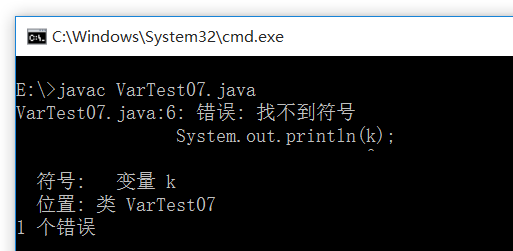 C:\Windows\System32\cmd.exe
E:\>javac VarTest07.java
VarTest07.java:6: 错误: 找不到符号
System.out.println(k);
^
符号:   变量 k
位置: 类 VarTest07
1 个错误